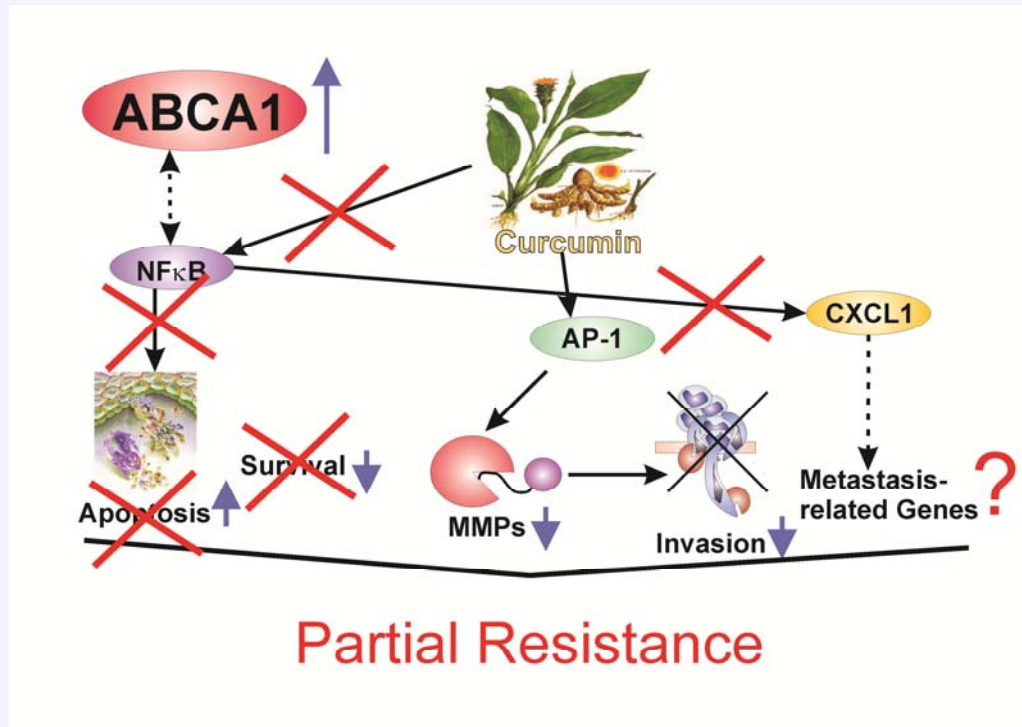 ABCA1
Curcumin
NFκB
CXCL1
AP-1
Survival
Apoptosis
MMPs
Invasion
Metastasis-
related Genes ?
Partial Resistance